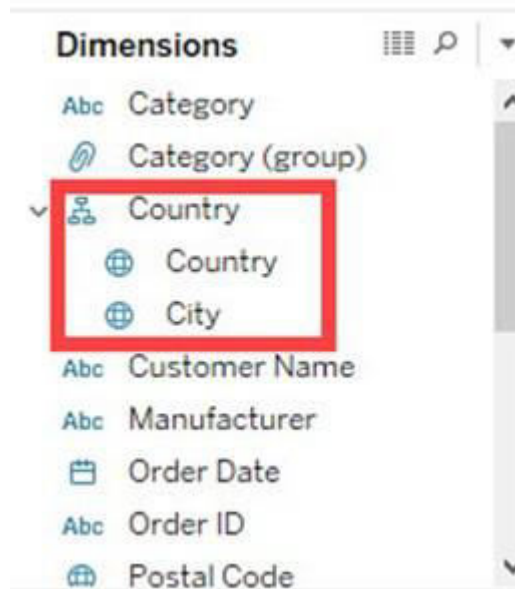 Dimensions
Abc Category
Category (group)
Country
Country
City
Abc Customer Name
Abc Manufacturer
Order Date
Abc Order ID
Postal Code